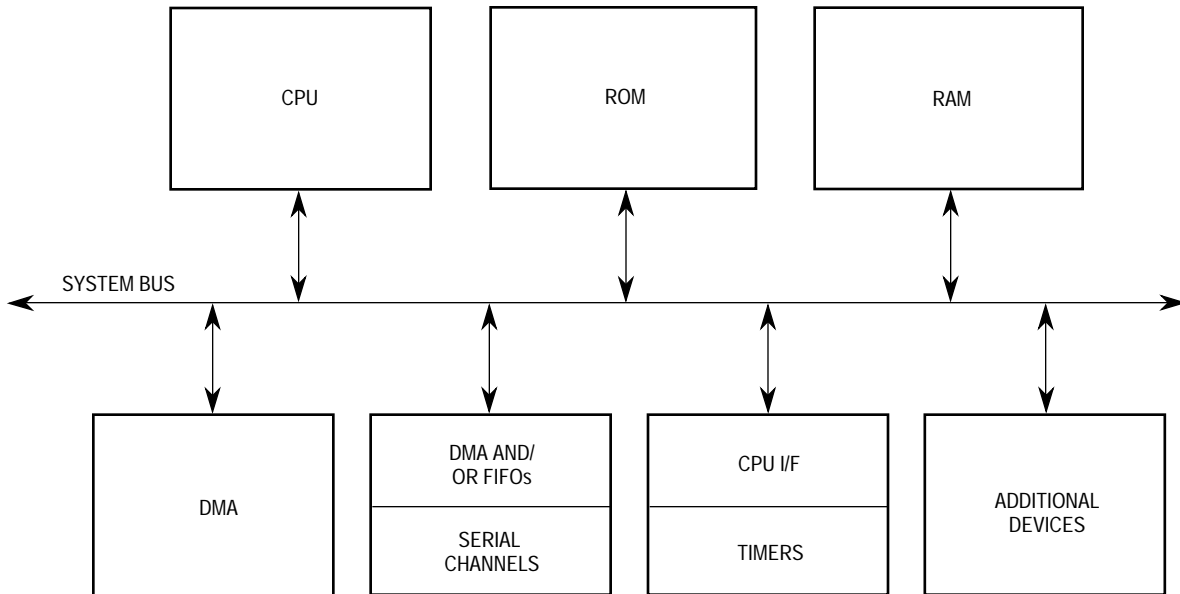 CPU
ROM
RAM
SYSTEM BUS
DMA
DMA AND/
OR FIFOs
SERIAL
CHANNELS
CPU I/F
TIMERS
ADDITIONAL
DEVICES